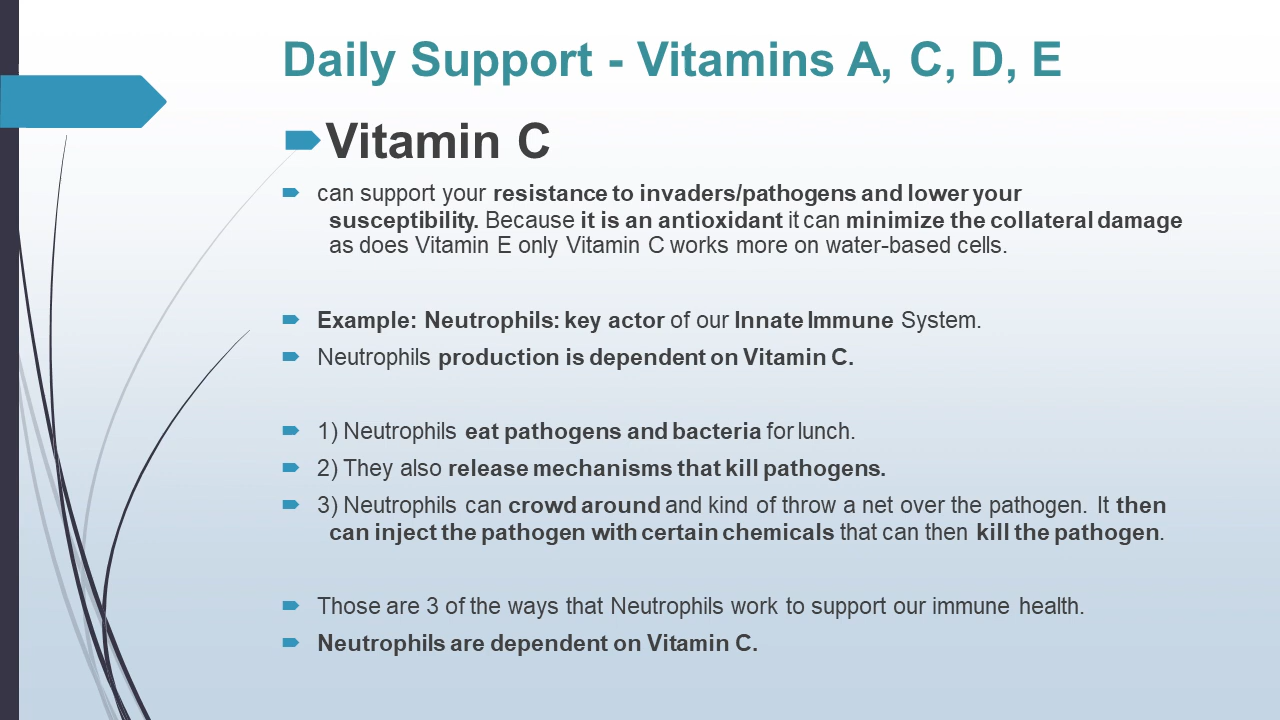 Daily Support - Vitamins A, C, D, E
Vitamin C
can support your resistance to invaders/pathogens and lower your
susceptibility. Because it is an antioxidant it can minimize the collateral damage
as does Vitamin E only Vitamin C works more on water-based cells.
Example: Neutrophils: key actor of our Innate Immune System.
Neutrophils production is dependent on Vitamin C.
1) Neutrophils eat pathogens and bacteria for lunch.
2) They also release mechanisms that kill pathogens.
3) Neutrophils can crowd around and kind of throw a net over the pathogen. It then
can inject the pathogen with certain chemicals that can then kill the pathogen.
Those are 3 of the ways that Neutrophils work to support our immune health.
Neutrophils are dependent on Vitamin C.